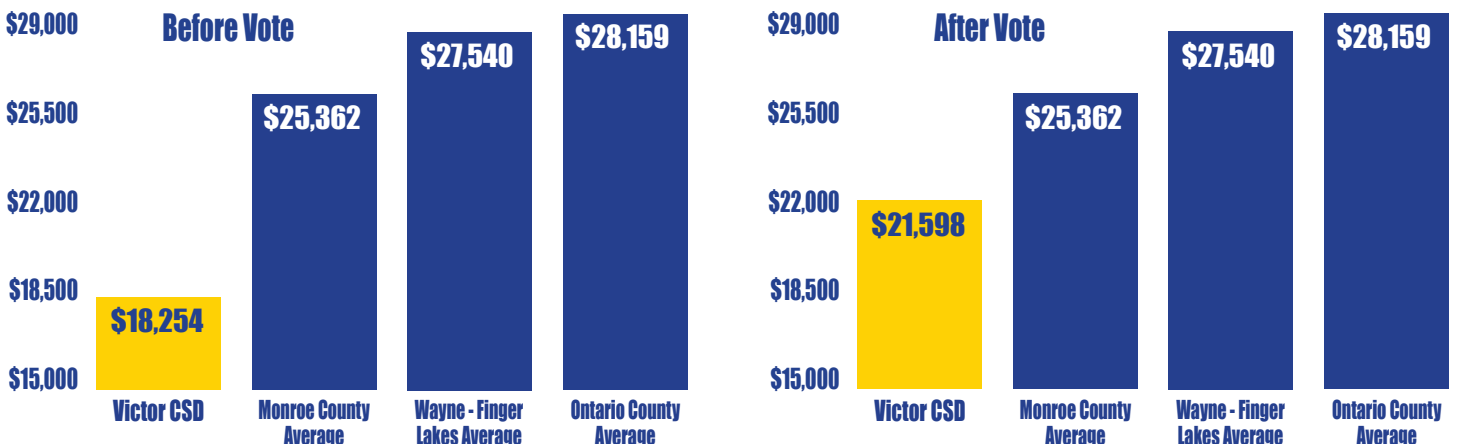 Before Vote
$29,000
$25,500
$22,000
$18,500
$15,000
$18,254
$25,362
$27,540
$28,159
Victor CSD
Monroe County
Average
Wayne - Finger
Lakes Average
Ontario County
Average
After Vote
$29,000
$25,500
$22,000
$18,500
$15,000
$21,598
$25,362
$27,540
$28,159
Victor CSD
Monroe County
Average
Wayne - Finger
Lakes Average
Ontario County
Average